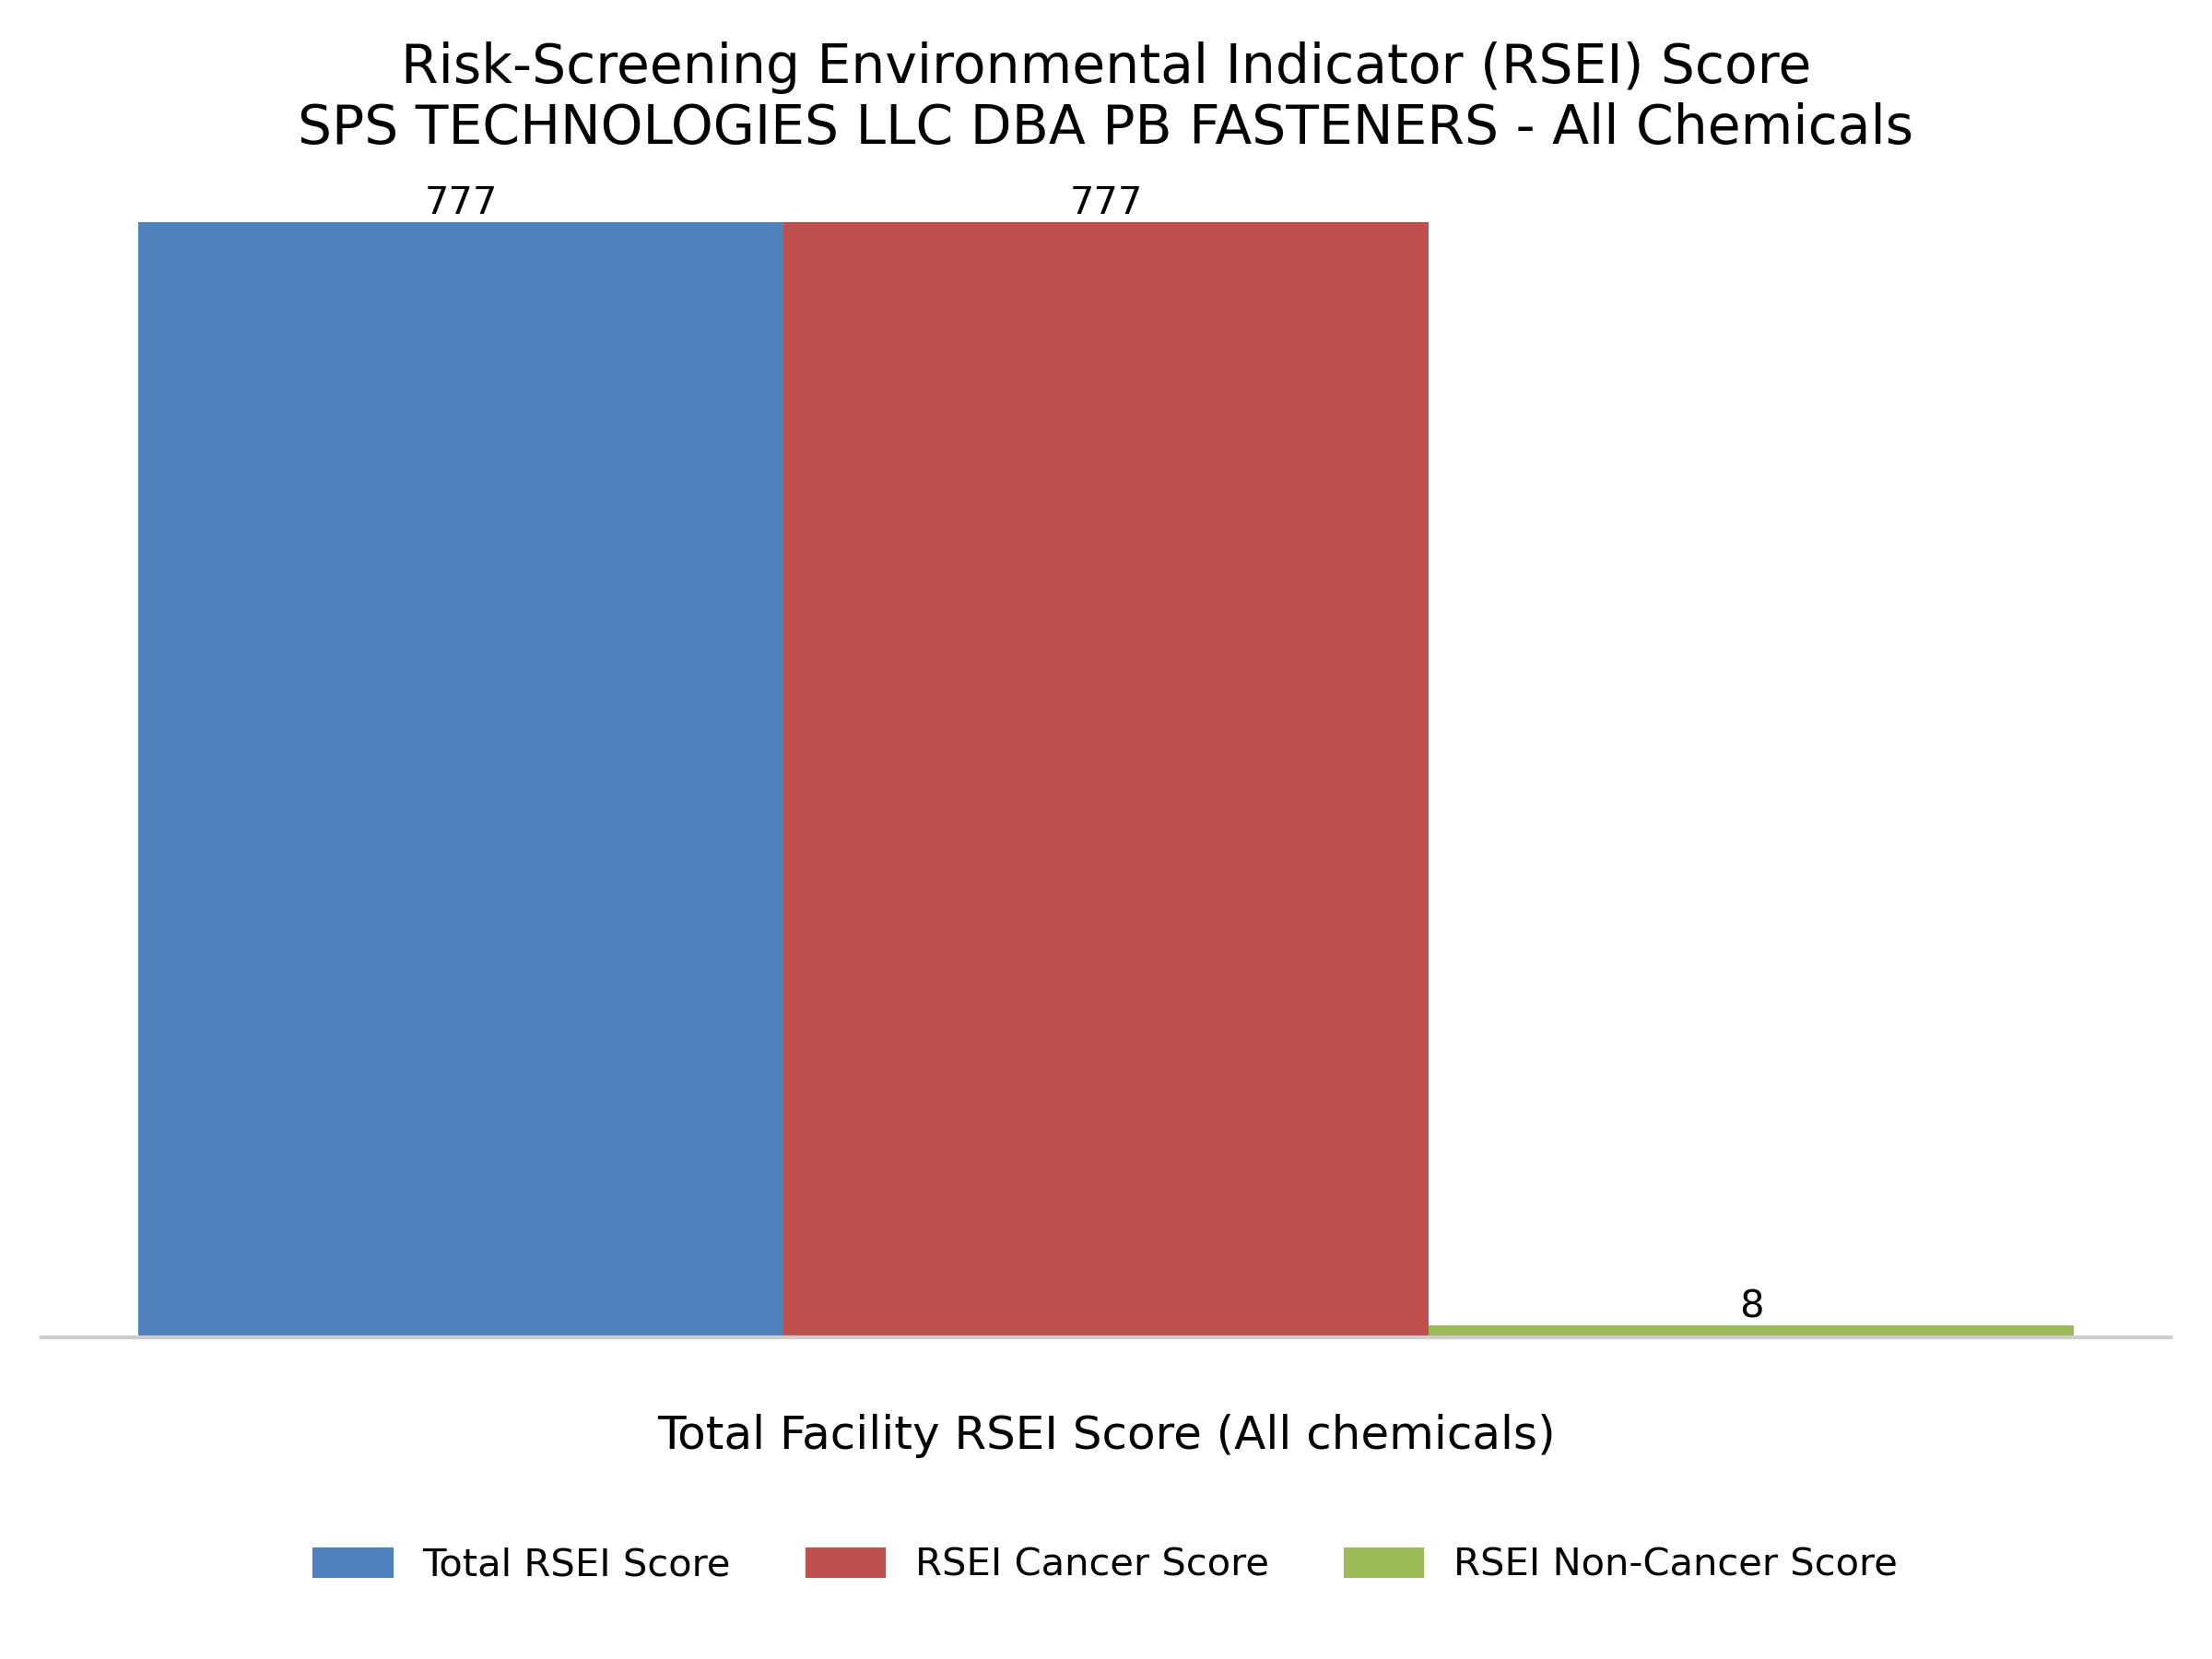 Risk-Screening Environmental Indicator (RSEI) Score
SPS TECHNOLOGIES LLC DBA PB FASTENERS - All Chemicals
777
777
8
Total Facility RSEI Score (All chemicals)
Total RSEI Score
RSEI Cancer Score
RSEI Non-Cancer Score